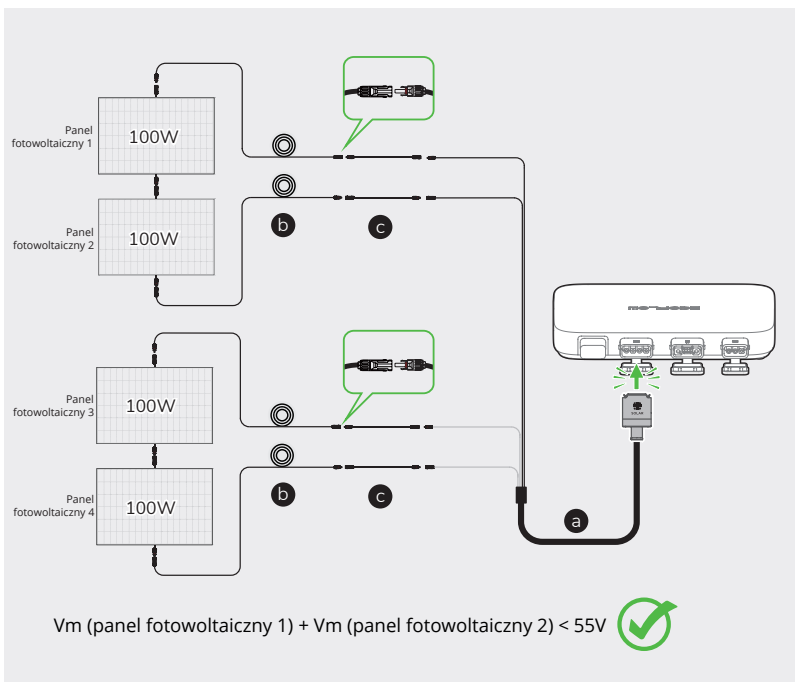 Panel
fotowoltaiczny 1
100W
b
c
Panel
fotowoltaiczny 2
100W
Panel
fotowoltaiczny 3
100W
b
c
Panel
fotowoltaiczny 4
100W
SOLAR
a
Vm (panel fotowoltaiczny 1) + Vm (panel fotowoltaiczny 2) < 55V